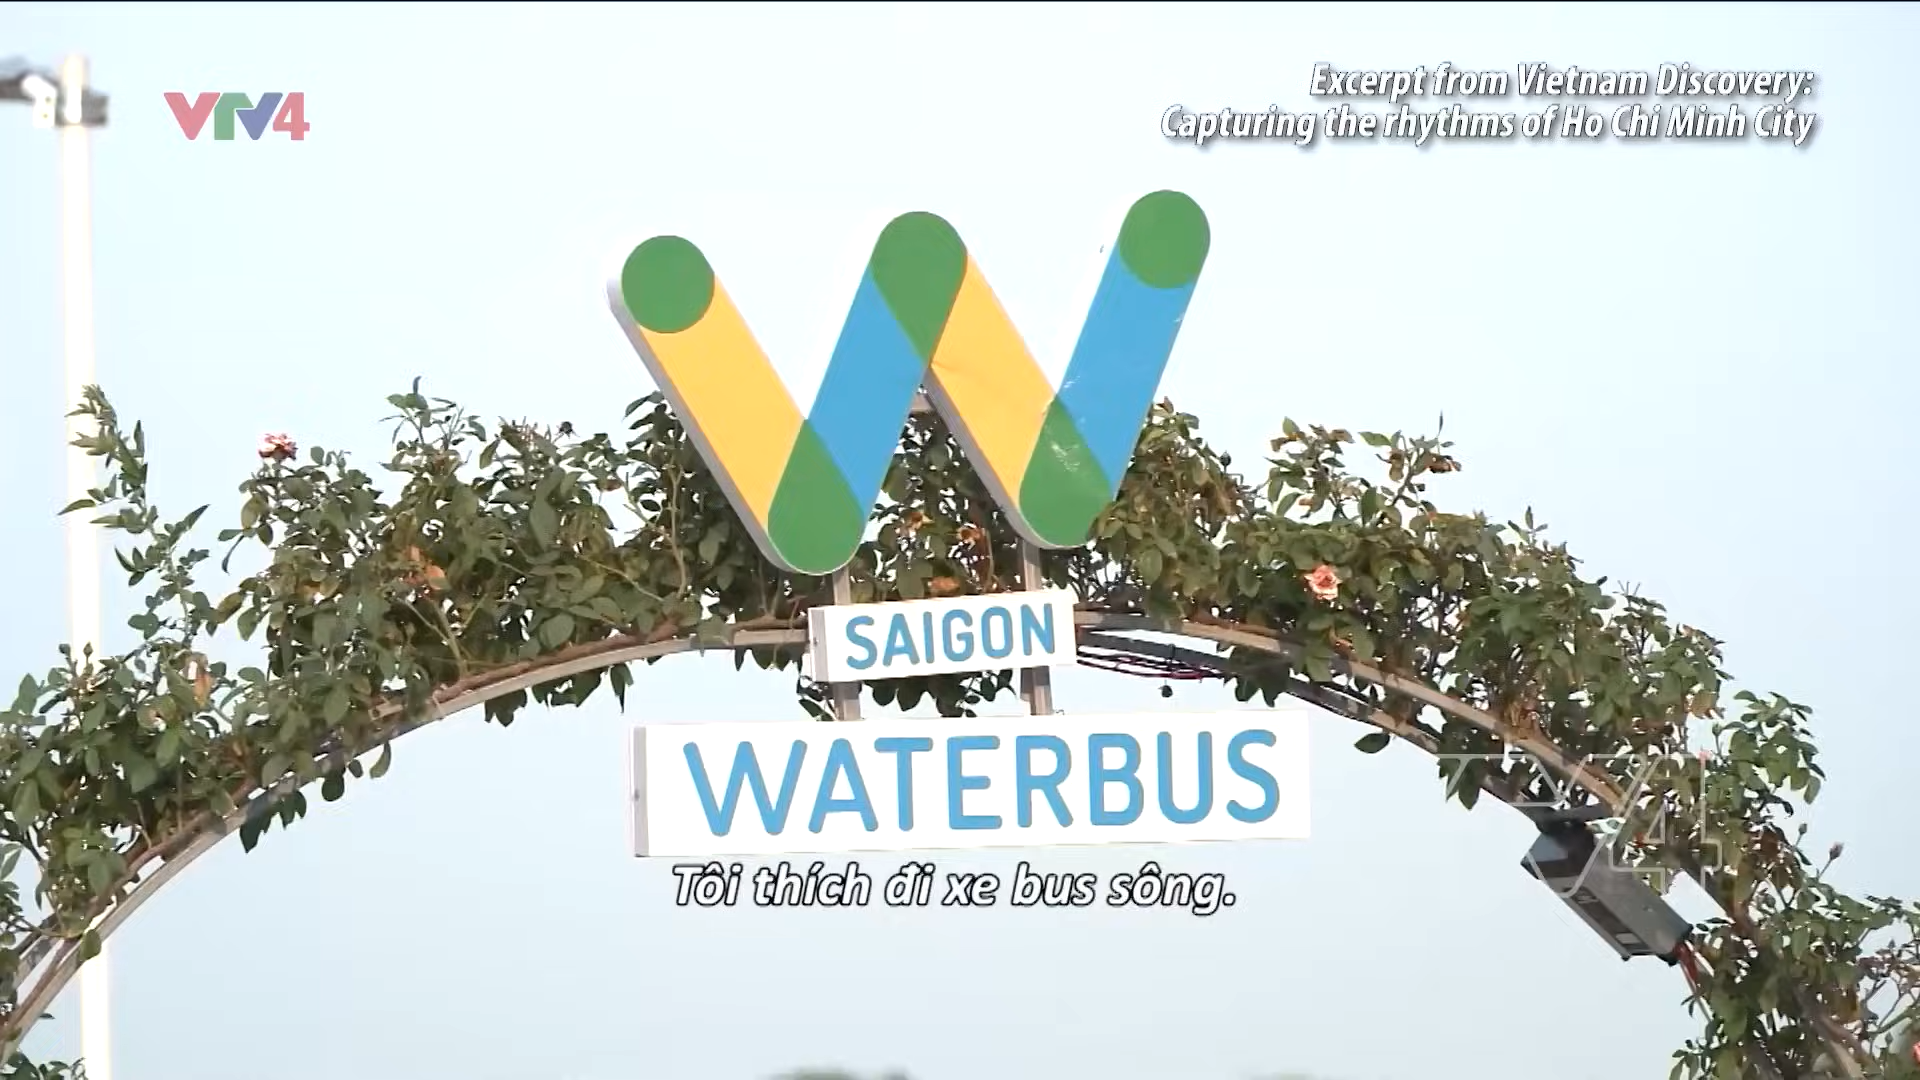 VTV4
Excerpt from Vietnam Discovery:
Capturing the rhythms of Ho Chi Minh City
W
SAIGON
WATERBUS
Tôi thích đi xe bus sông.
TV4